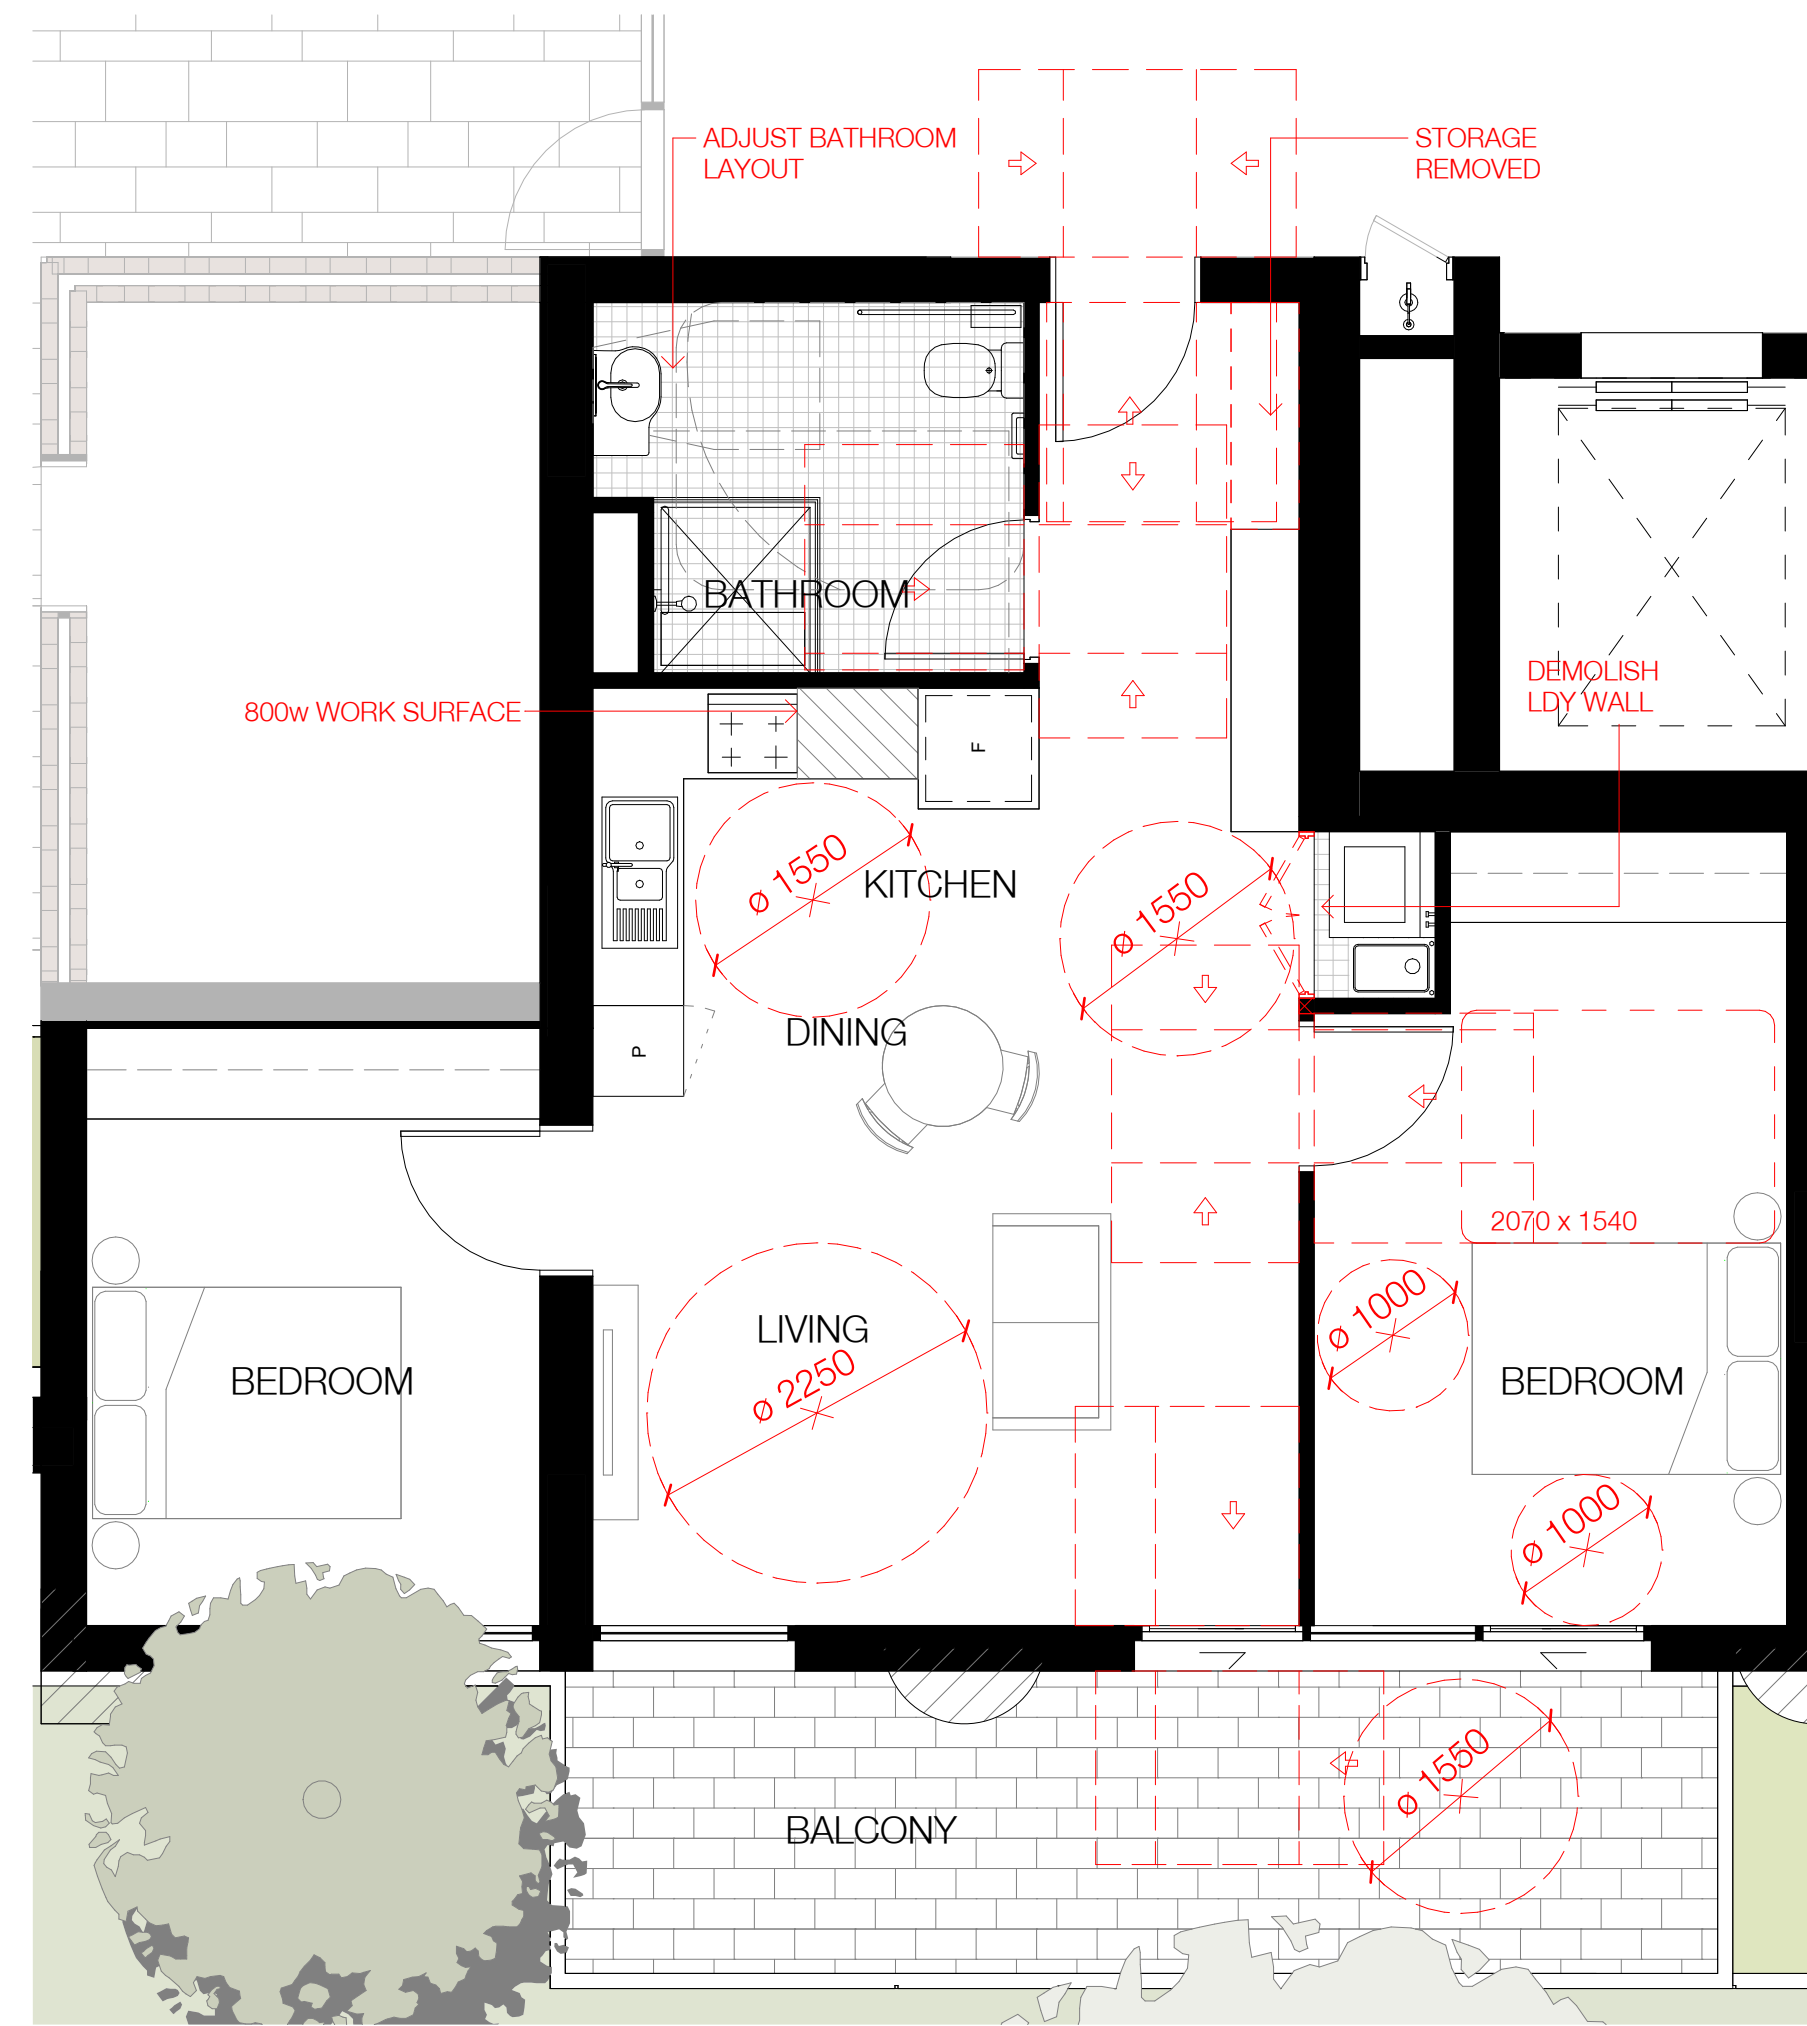 ADJUST BATHROOM
LAYOUT
STORAGE
REMOVED
BATHROOM
DEMOLISH
LDY WALL
800w WORK SURFACE
F
ø 1550
KITCHEN
ø 1550
DINING
P
2070 x 1540
LIVING
ø 2250
ø 1000
BEDROOM
BEDROOM
ø 1000
ø 1550
BALCONY